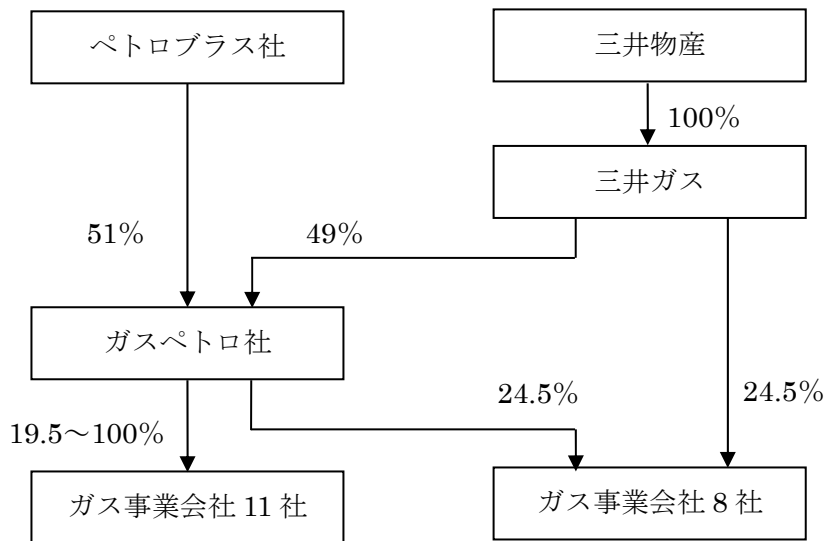 ペトロブラス社
三井物産
100%
三井ガス
51%
49%
ガスペトロ社
24.5%
24.5%
19.5～100%
ガス事業会社 11 社
ガス事業会社 8 社